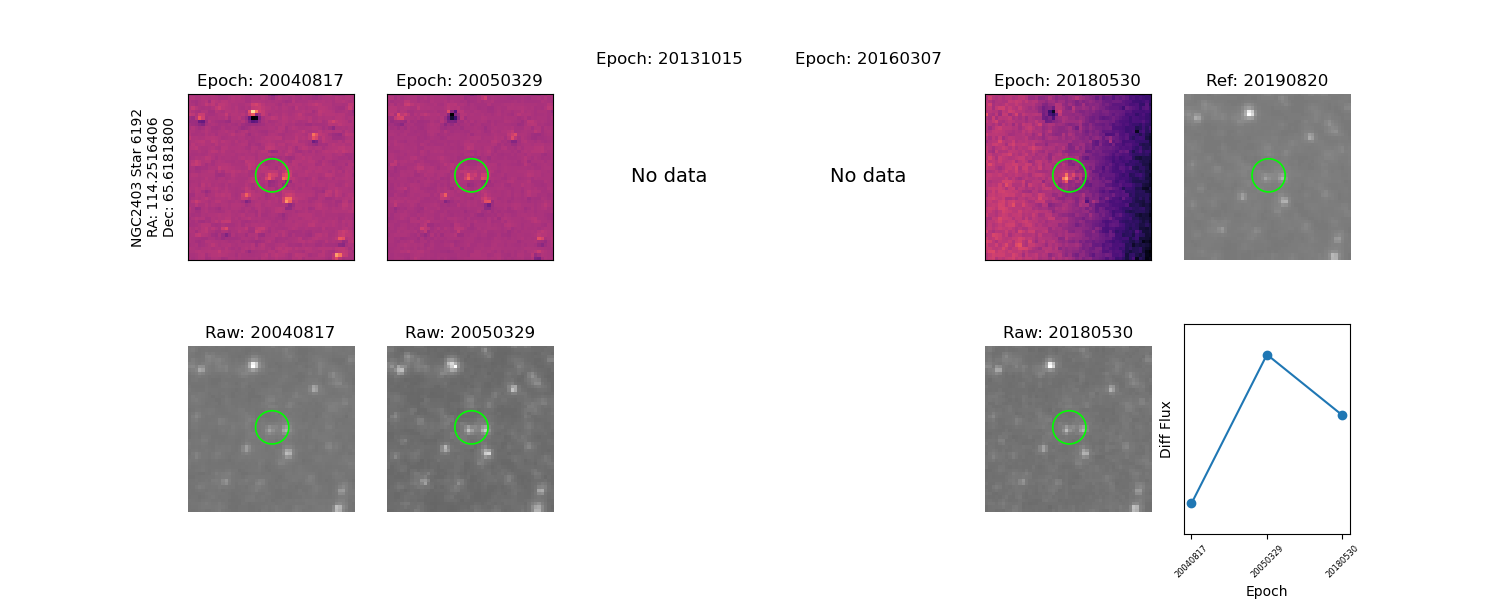 Epoch: 20131015
Epoch: 20160307
Epoch: 20040817
Epoch: 20050329
Epoch: 20180530
Ref: 20190820
NGC2403 Star 6192
RA: 114.2516406
Dec: 65.6181800
No data
No data
Raw: 20040817
Raw: 20050329
Raw: 20180530
Diff Flux
20040817
20050329
20180530
Epoch